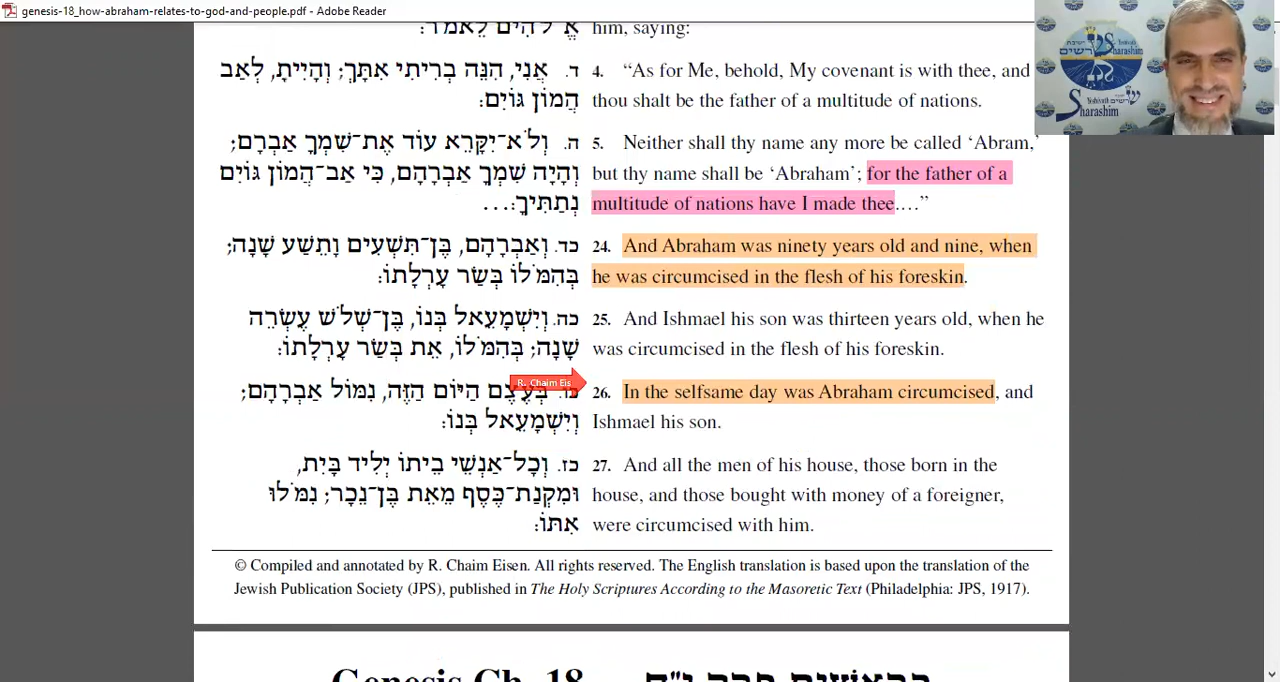 genesis-18_how-abraham-relates-to-god-and-people.pdf - Adobe Reader
אֱלֹהִים לֵאמֹר:
him, saying:
ד. אֲנִי, הִנֵּה בְרִיתִי אִתָּךְ; וְהָיִיתָ, לְאַב
הֲמוֹן גּוֹיִם:
4. “As for Me, behold, My covenant is with thee, and
thou shalt be the father of a multitude of nations.
ה. וְלֹא־יִקָּרֵא עוֹד אֶת־שִׁמְךָ אַבְרָם;
וְהָיָה שִׁמְךָ אַבְרָהָם, כִּי אַב־הֲמוֹן גּוֹיִם
נְתַתִּיךָ:...
5. Neither shall thy name any more be called ‘Abram,’
but thy name shall be ‘Abraham’; for the father of a
multitude of nations have I made thee....”
כד. וְאַבְרָהָם, בֶּן־תִּשְׁעִים וָתֵשַׁע שָׁנָה;
בְּהִמֹּלוֹ בְּשַׂר עָרְלָתוֹ:
24. And Abraham was ninety years old and nine, when
he was circumcised in the flesh of his foreskin.
כה. וְיִשְׁמָעֵאל בְּנוֹ, בֶּן־שְׁלֹשׁ עֶשְׂרֵה
שָׁנָה; בְּהִמֹּלוֹ, אֵת בְּשַׂר עָרְלָתוֹ:
25. And Ishmael his son was thirteen years old, when he
was circumcised in the flesh of his foreskin.
R. Chaim Eis
בְּעֶצֶם הַיּוֹם הַזֶּה, נִמּוֹל אַבְרָהָם;
וְיִשְׁמָעֵאל בְּנוֹ:
26. In the selfsame day was Abraham circumcised, and
Ishmael his son.
כז. וְכָל־אַנְשֵׁי בֵיתוֹ יְלִיד בָּיִת,
וּמִקְנַת־כֶּסֶף מֵאֵת בֶּן־נֵכָר; נִמֹּלוּ
אִתּוֹ:
27. And all the men of his house, those born in the
house, and those bought with money of a foreigner,
were circumcised with him.
© Compiled and annotated by R. Chaim Eisen. All rights reserved. The English translation is based upon the translation of the
Jewish Publication Society (JPS), published in The Holy Scriptures According to the Masoretic Text (Philadelphia: JPS, 1917).
Genesis Ch. 18
בראשית פרק י"ח
ישיבת
שרשים
Yeshivath
Sharashim